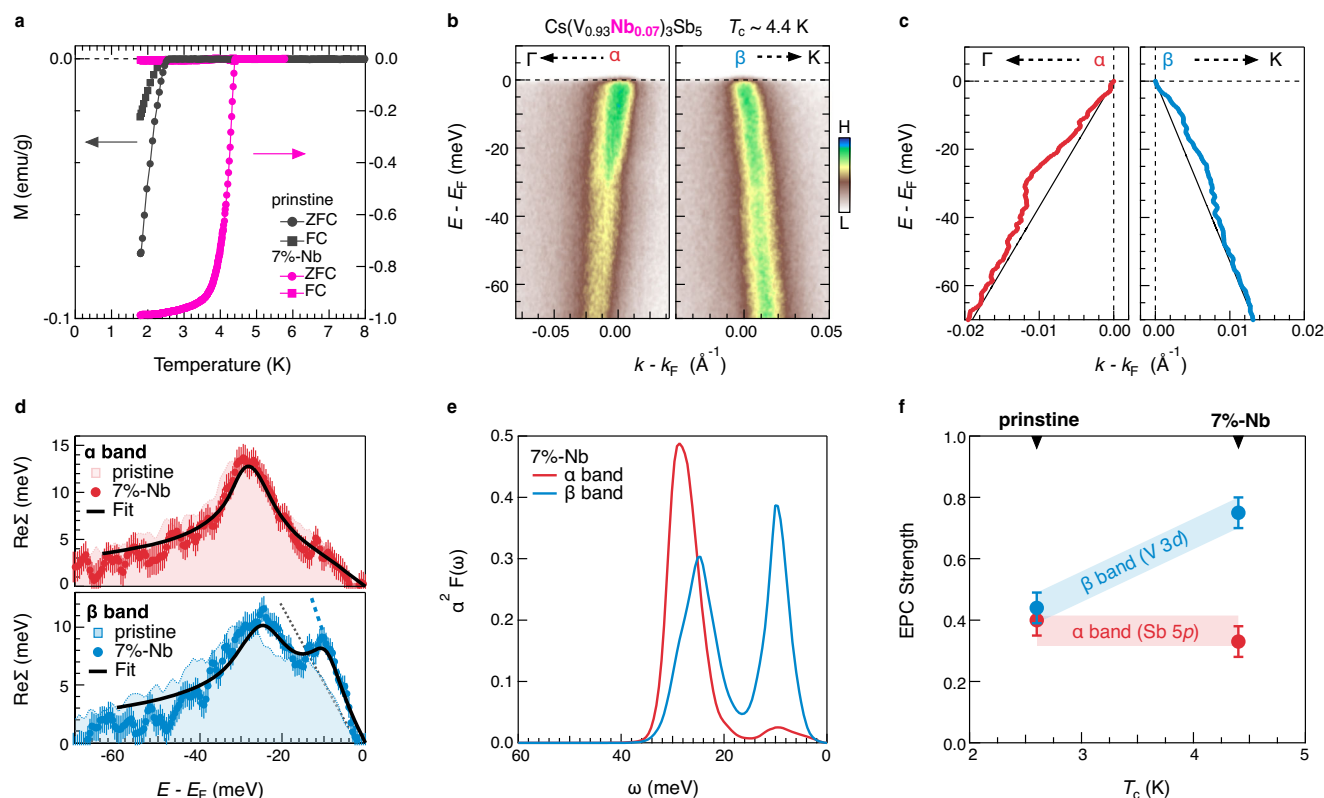 a
0.0
0.0
-0.2
-0.4
-0.6
-0.8
-1.0
-0.1
M (emu/g)
prinstine
ZFC
FC
7%-Nb
ZFC
FC
0 1 2 3 4 5 6 7 8
Temperature (K)
b
Cs(V0.93Nb0.07)3Sb5 Tc ~ 4.4 K
Γ α
β K
0
-20
-40
-60
E - EF (meV)
H
L
-0.05 0.00
0.00 0.05
k - kF (Å-1)
c
Γ α
β K
0
-20
-40
-60
E - EF (meV)
-0.02 -0.01 0.00
0.00 0.01 0.02
k - kF (Å-1)
d
α band
pristine
7%-Nb
Fit
15
10
5
0
ReΣ (meV)
β band
pristine
7%-Nb
Fit
10
5
0
ReΣ (meV)
-60 -40 -20 0
E - EF (meV)
e
7%-Nb
α band
β band
0.5
0.4
0.3
0.2
0.1
0.0
α2 F(ω)
60 40 20 0
ω (meV)
f
prinstine 7%-Nb
1.0
0.8
0.6
0.4
0.2
0.0
EPC Strength
β band (V 3d)
α band (Sb 5p)
2 3 4 5
Tc (K)